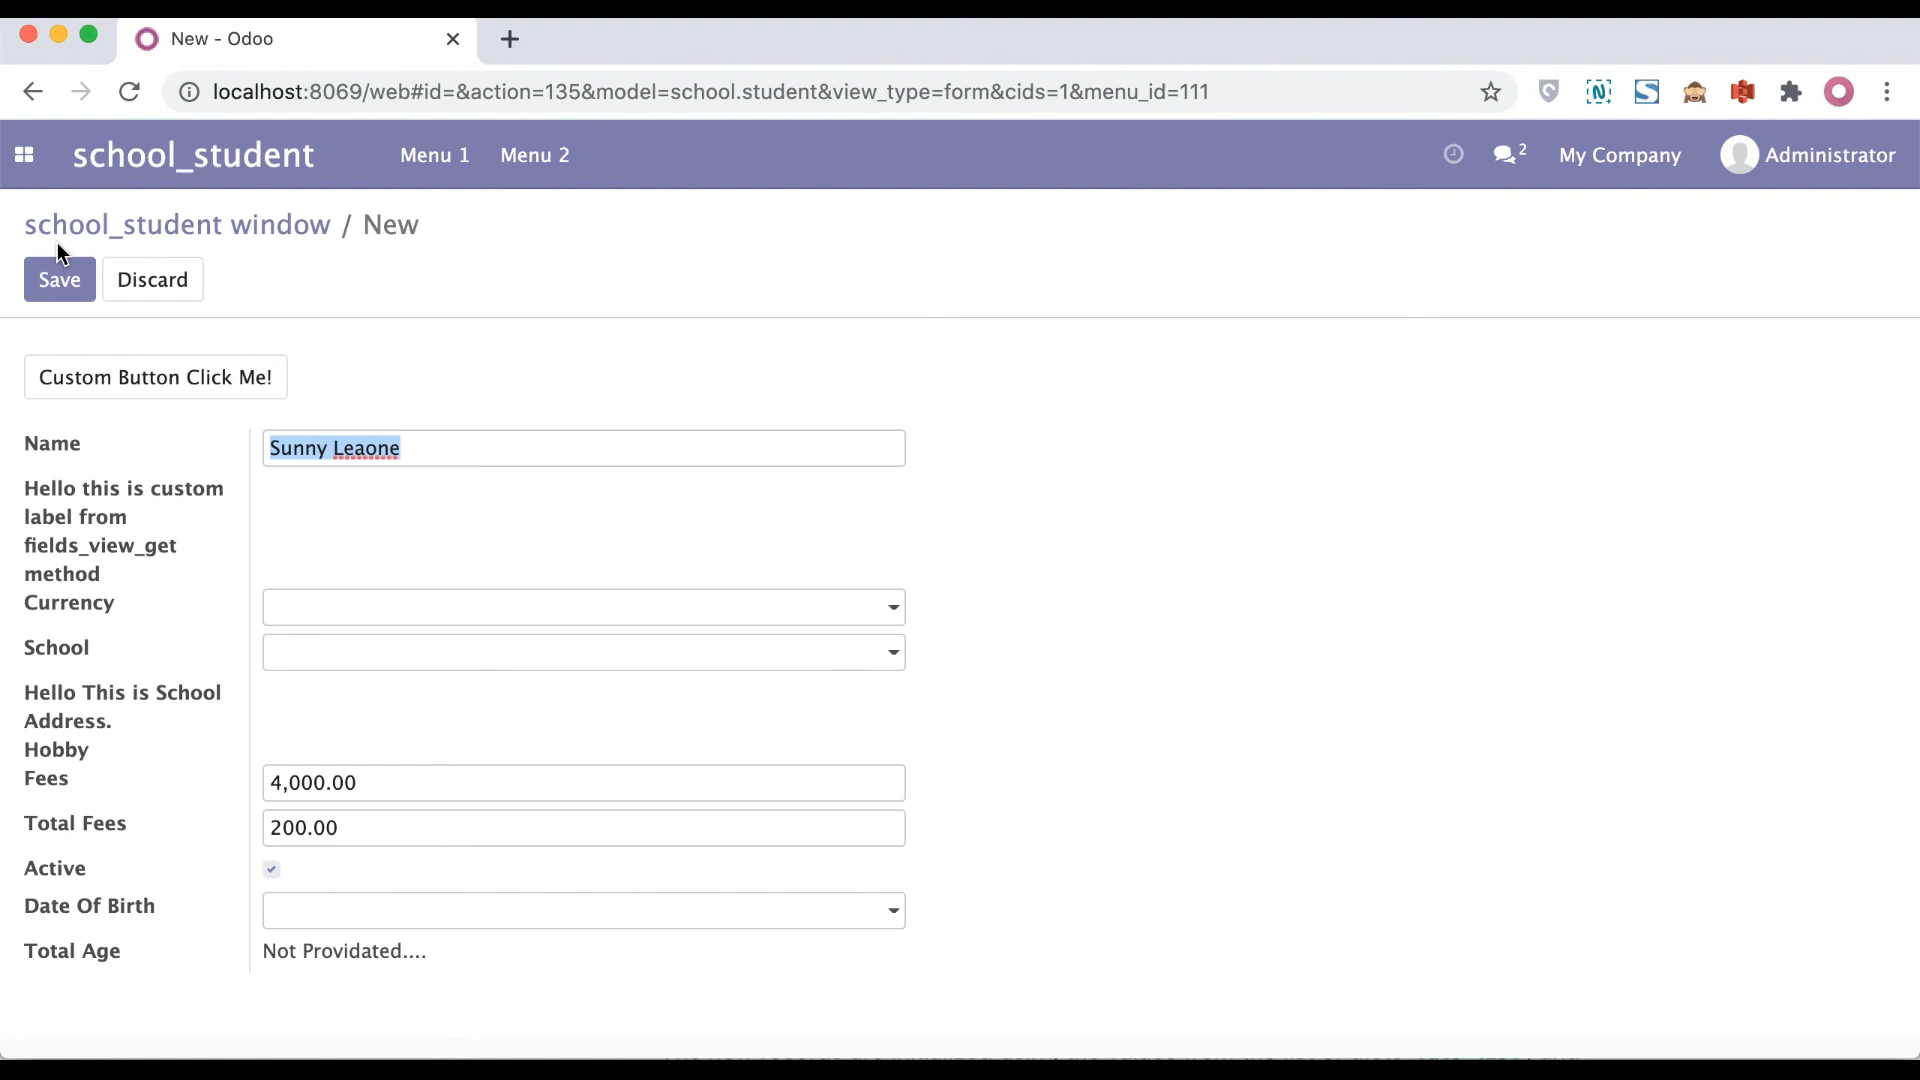 New - Odoo
localhost:8069/web#id=&action=135&model=school.student&view_type=form&cids=1&menu_id=111
school_student Menu 1 Menu 2 2 My Company Administrator
school_student window / New
Save Discard
Custom Button Click Me!
Name Sunny Leaone
Hello this is custom
label from
fields_view_get
method
Currency
School
Hello This is School
Address.
Hobby
Fees 4,000.00
Total Fees 200.00
Active
Date Of Birth
Total Age Not Providated....